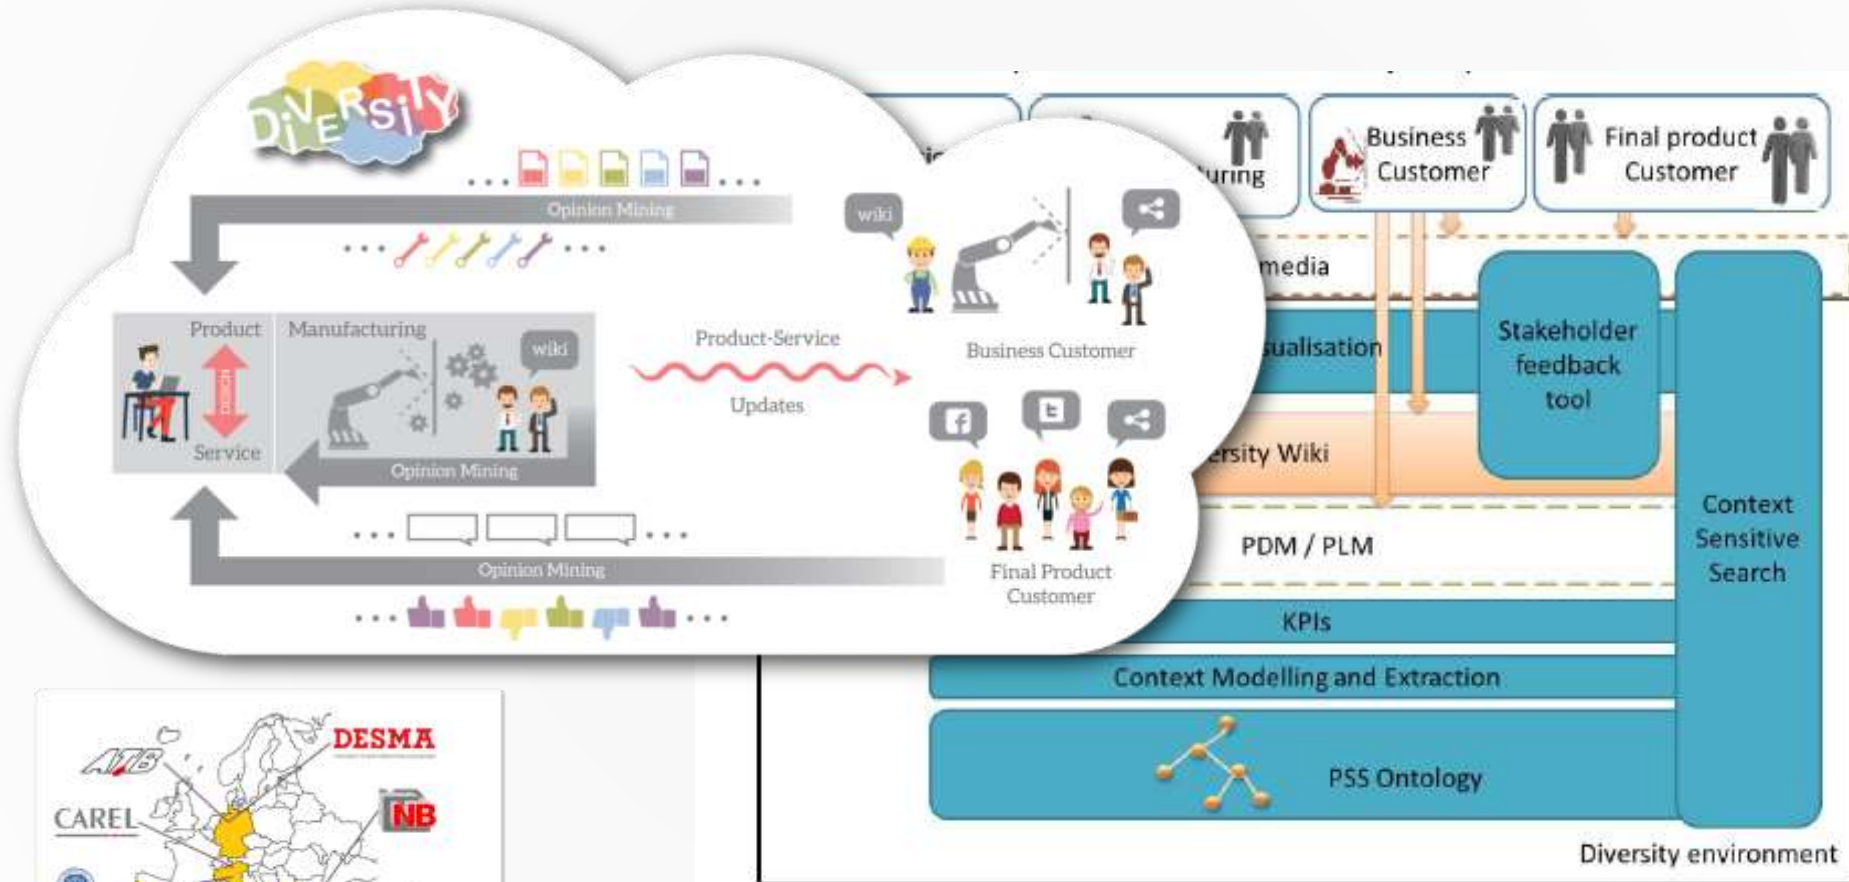 DiVERSiTY
Opinion Mining
wiki
Product
Manufacturing
wiki
DESIGN
Service
Opinion Mining
Product-Service
Updates
Business Customer
Opinion Mining
Final Product
Customer
Business
Customer
Final product
Customer
uring
media
sualisation
Stakeholder
feedback
tool
ersity Wiki
PDM / PLM
Context
Sensitive
Search
KPIs
Context Modelling and Extraction
PSS Ontology
Diversity environment
ATB
DESMA
CAREL
NB